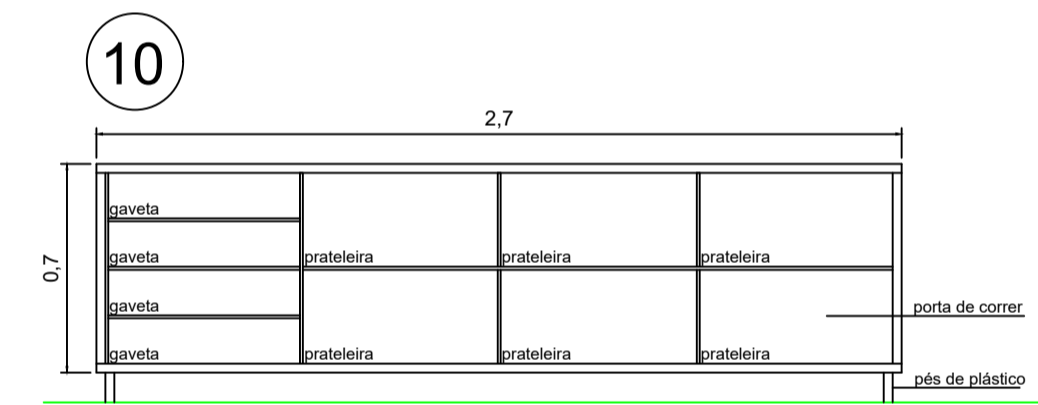 10
2,7
gaveta
gaveta prateleira prateleira prateleira
0,7
gaveta
porta de correr
gaveta prateleira prateleira prateleira
pés de plástico